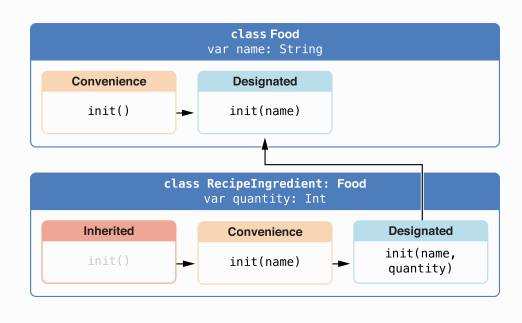 class Food
var name: String
Convenience
Designated
init()
init(name)
class RecipeIngredient: Food
var quantity: Int
Inherited
Convenience
Designated
init()
init(name)
init(name,
quantity)